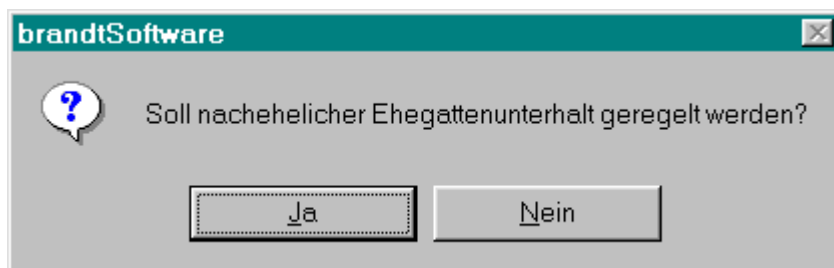 brandtSoftware
Soll nachehelicher Ehegattenunterhalt geregelt werden?
Ja
Nein